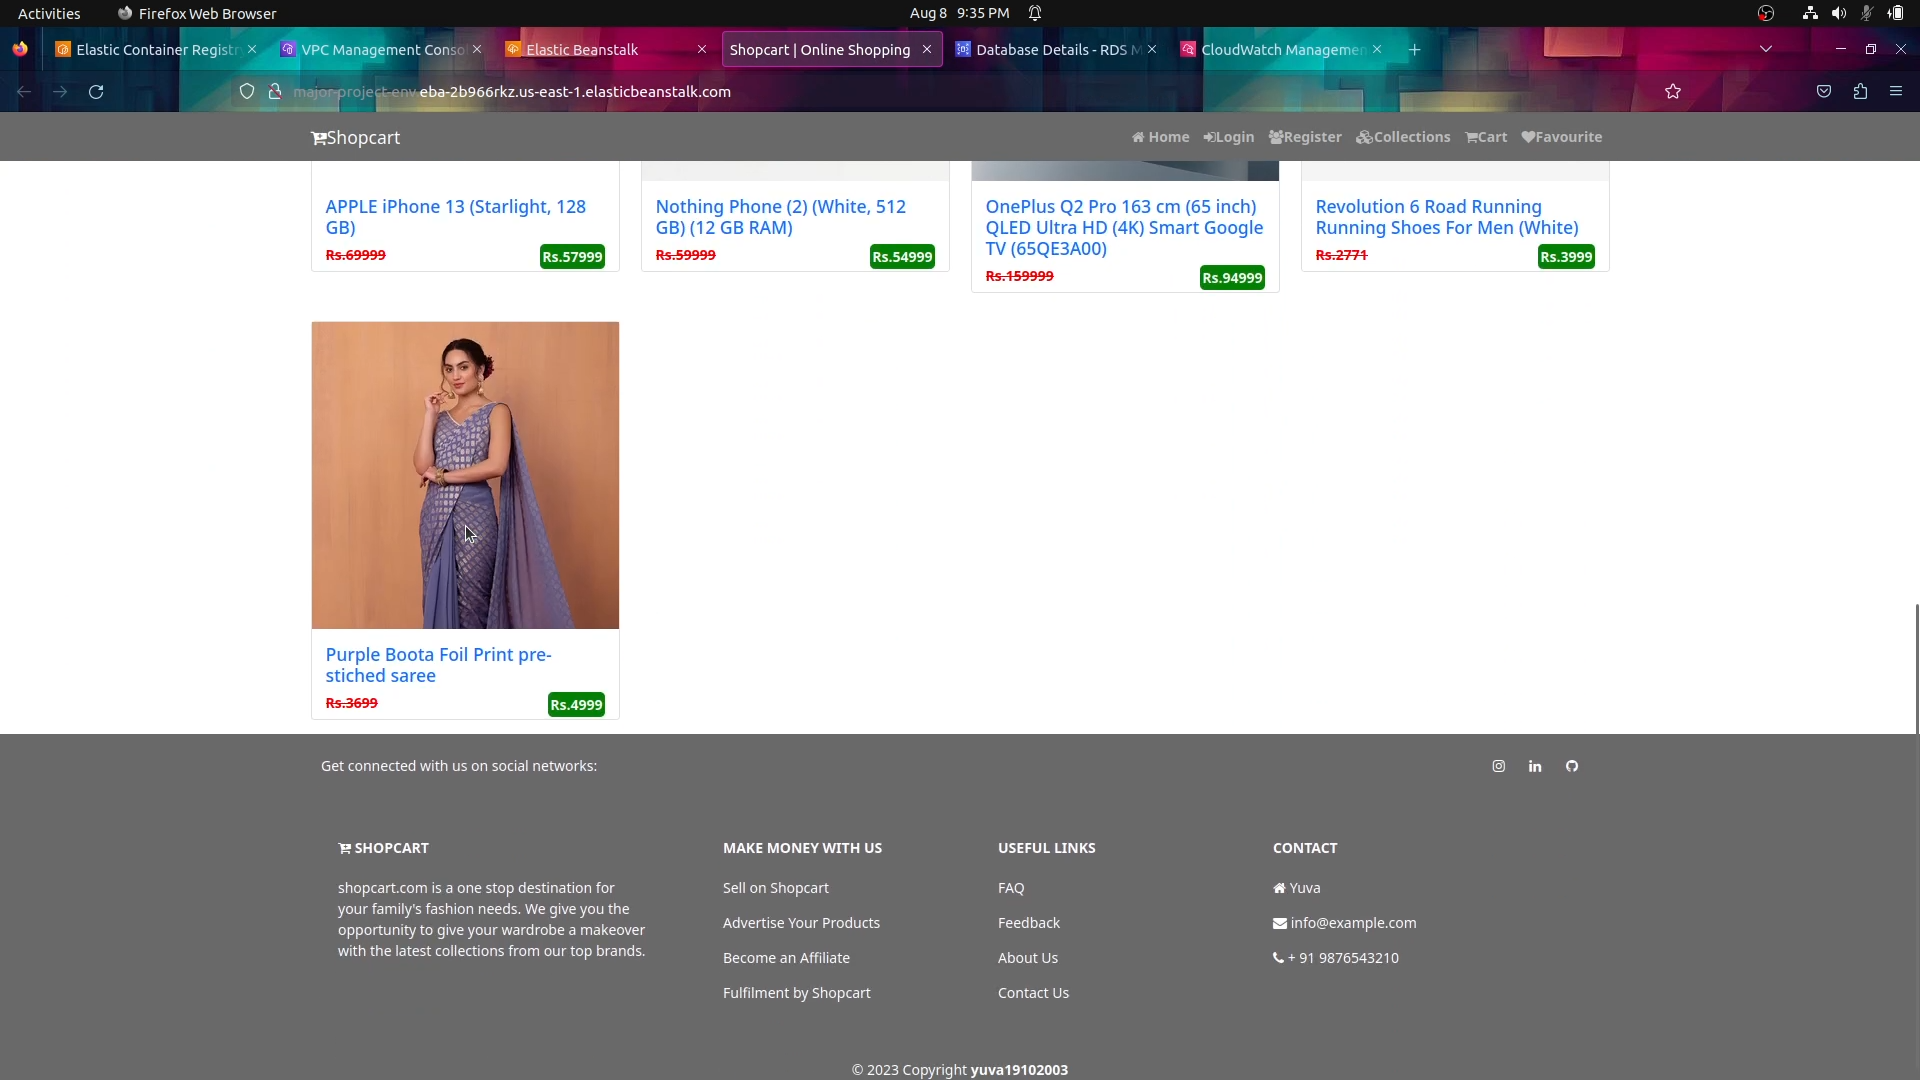 Activities Firefox Web Browser Aug 8 9:35 PM
Elastic Container Registr VPC Management Conso Elastic Beanstalk Shopcart | Online Shopping Database Details - RDS M CloudWatch Managemen
major-project-env.eba-2b966rkz.us-east-1.elasticbeanstalk.com
Shopcart Home Login Register Collections Cart Favourite
APPLE iPhone 13 (Starlight, 128
GB)
Rs.69999 Rs.57999
Nothing Phone (2) (White, 512
GB) (12 GB RAM)
Rs.59999 Rs.54999
OnePlus Q2 Pro 163 cm (65 inch)
QLED Ultra HD (4K) Smart Google
TV (65QE3A00)
Rs.159999 Rs.94999
Revolution 6 Road Running
Running Shoes For Men (White)
Rs.2771 Rs.3999
Purple Boota Foil Print pre-
stiched saree
Rs.3699 Rs.4999
Get connected with us on social networks:
SHOPCART
shopcart.com is a one stop destination for
your family's fashion needs. We give you the
opportunity to give your wardrobe a makeover
with the latest collections from our top brands.
MAKE MONEY WITH US
Sell on Shopcart
Advertise Your Products
Become an Affiliate
Fulfilment by Shopcart
USEFUL LINKS
FAQ
Feedback
About Us
Contact Us
CONTACT
Yuva
info@example.com
+ 91 9876543210
© 2023 Copyright yuva19102003